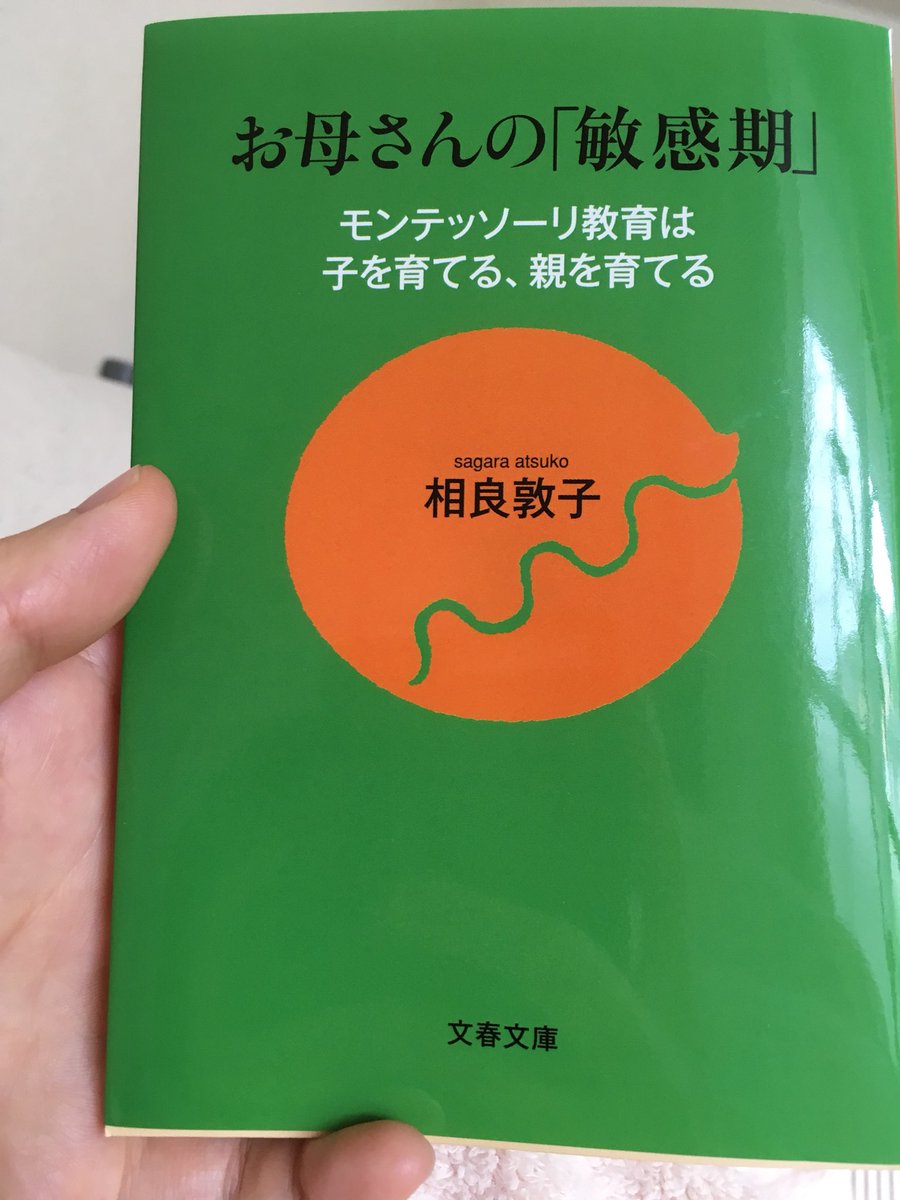 お母さんの「敏感期」
モンテッソーリ教育は
子を育てる、親を育てる
sagara atsuko
相良敦子
文春文庫